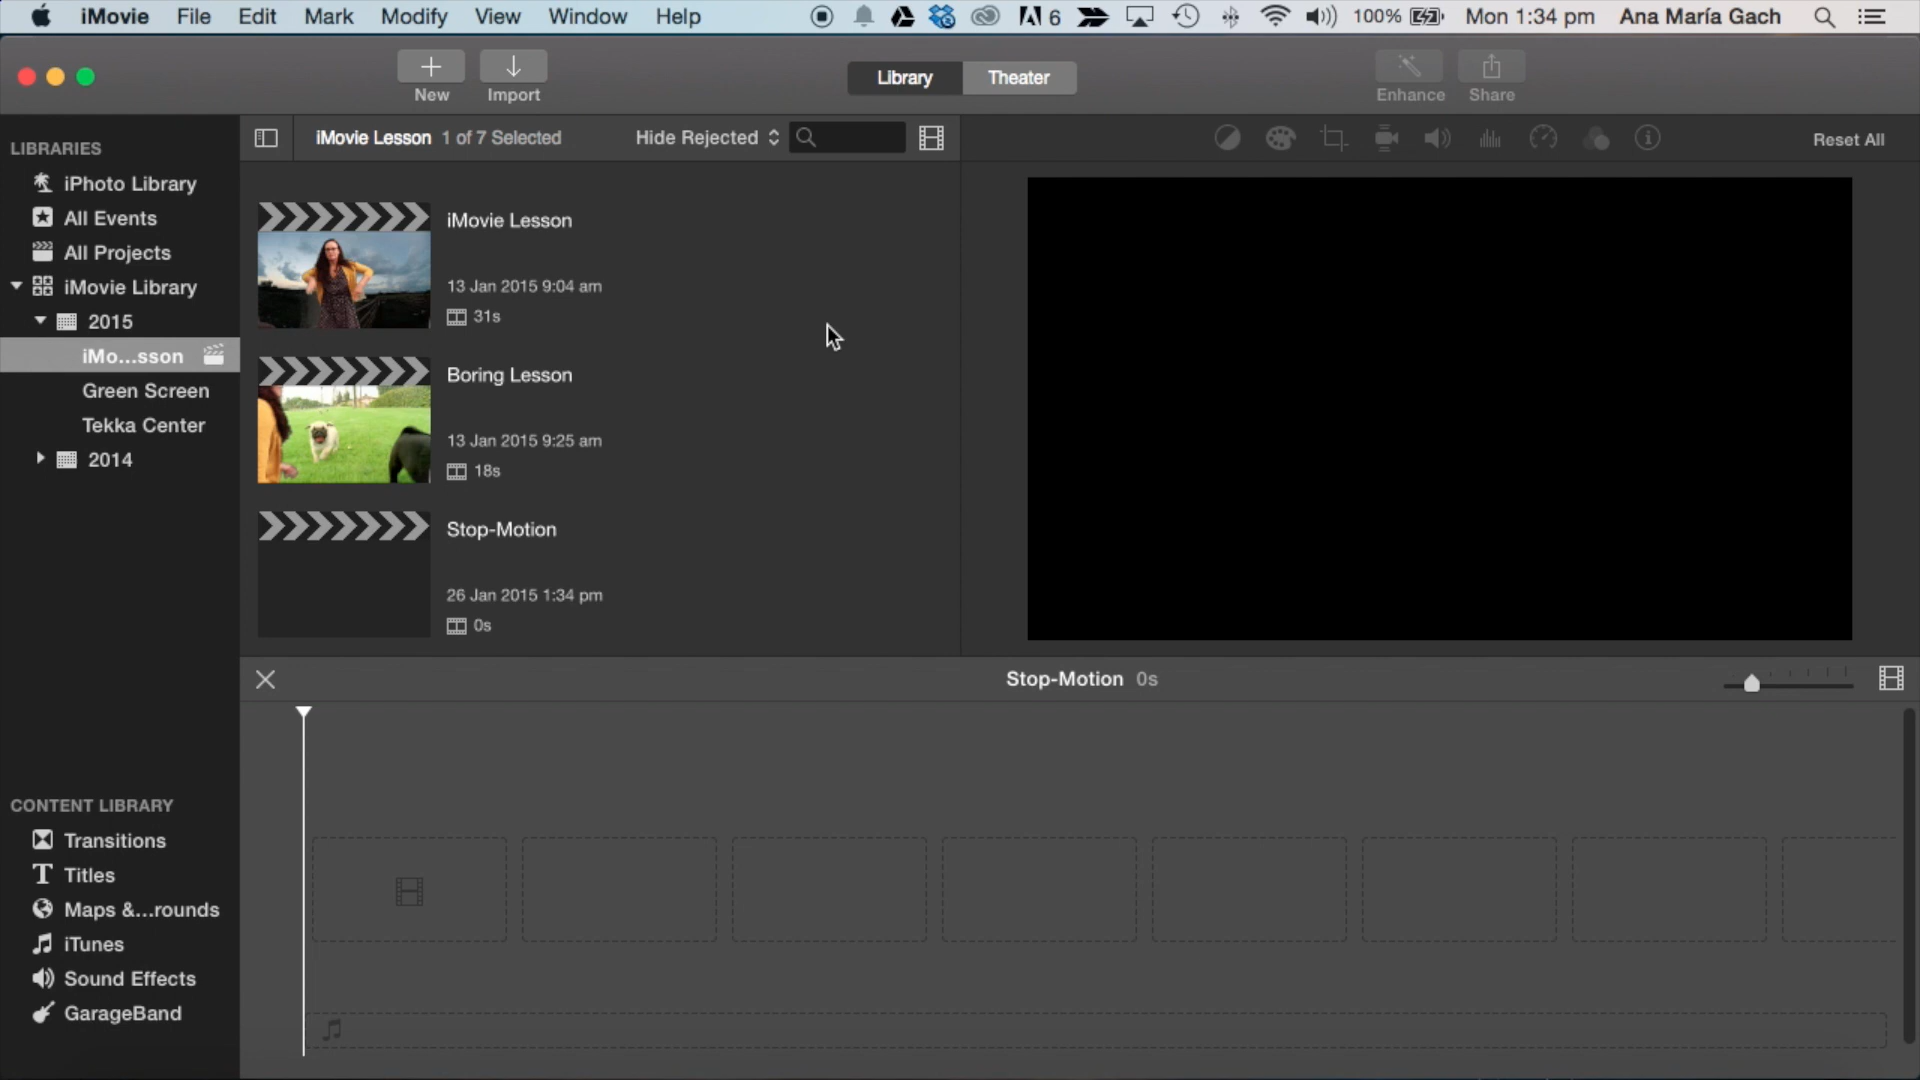 iMovie File Edit Mark Modify View Window Help 6 100% Mon 1:34 pm Ana María Gach
New Import Library Theater Enhance Share
LIBRARIES
iPhoto Library
All Events
All Projects
iMovie Library
2015
iMo...sson
Green Screen
Tekka Center
2014
iMovie Lesson 1 of 7 Selected Hide Rejected
Reset All
iMovie Lesson
13 Jan 2015 9:04 am
31s
Boring Lesson
13 Jan 2015 9:25 am
18s
Stop-Motion
26 Jan 2015 1:34 pm
0s
Stop-Motion 0s
CONTENT LIBRARY
Transitions
T Titles
Maps &...rounds
iTunes
Sound Effects
GarageBand